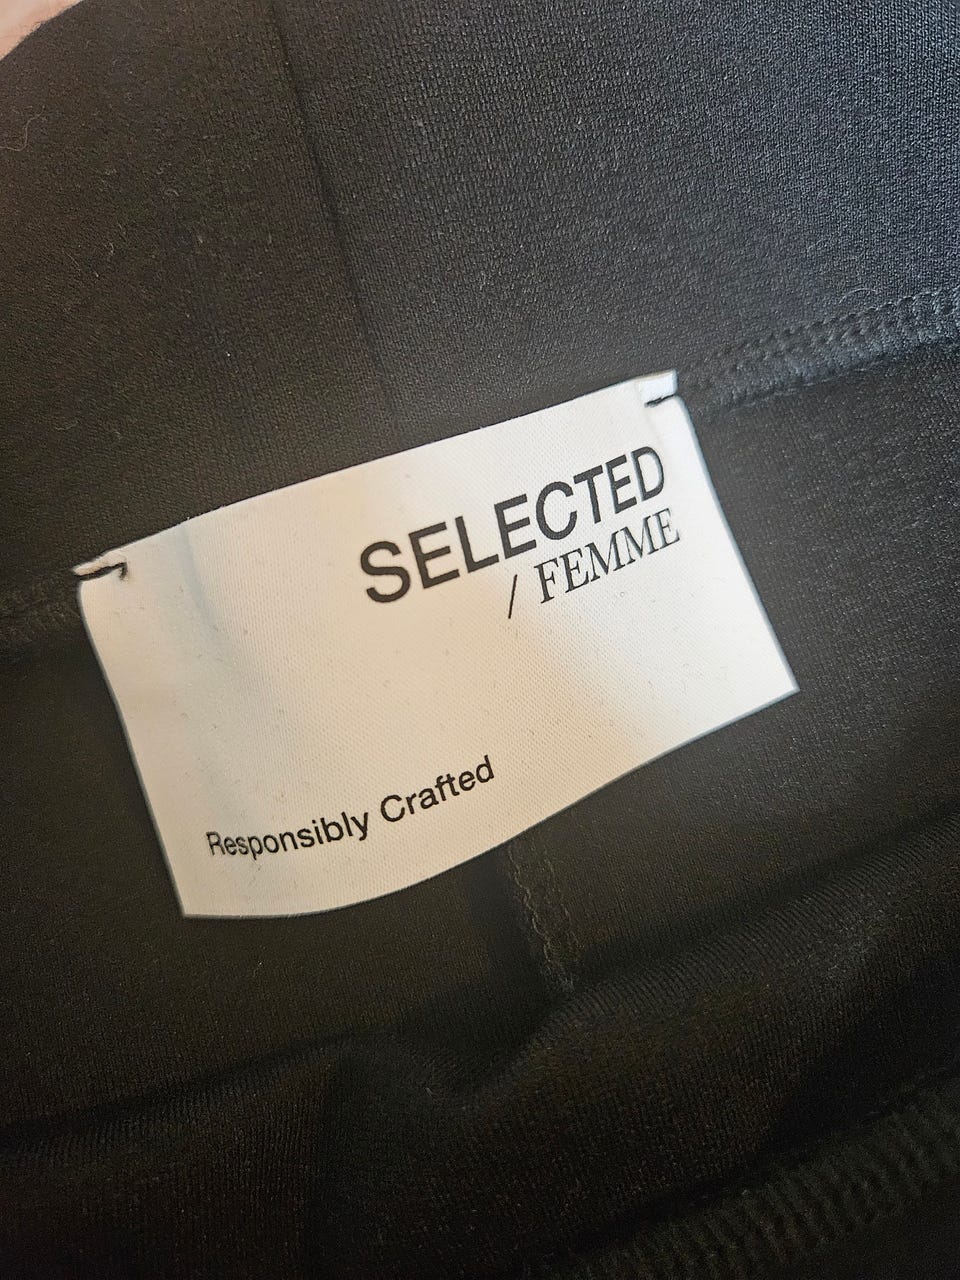 SELECTED
/ FEMME
Responsibly Crafted